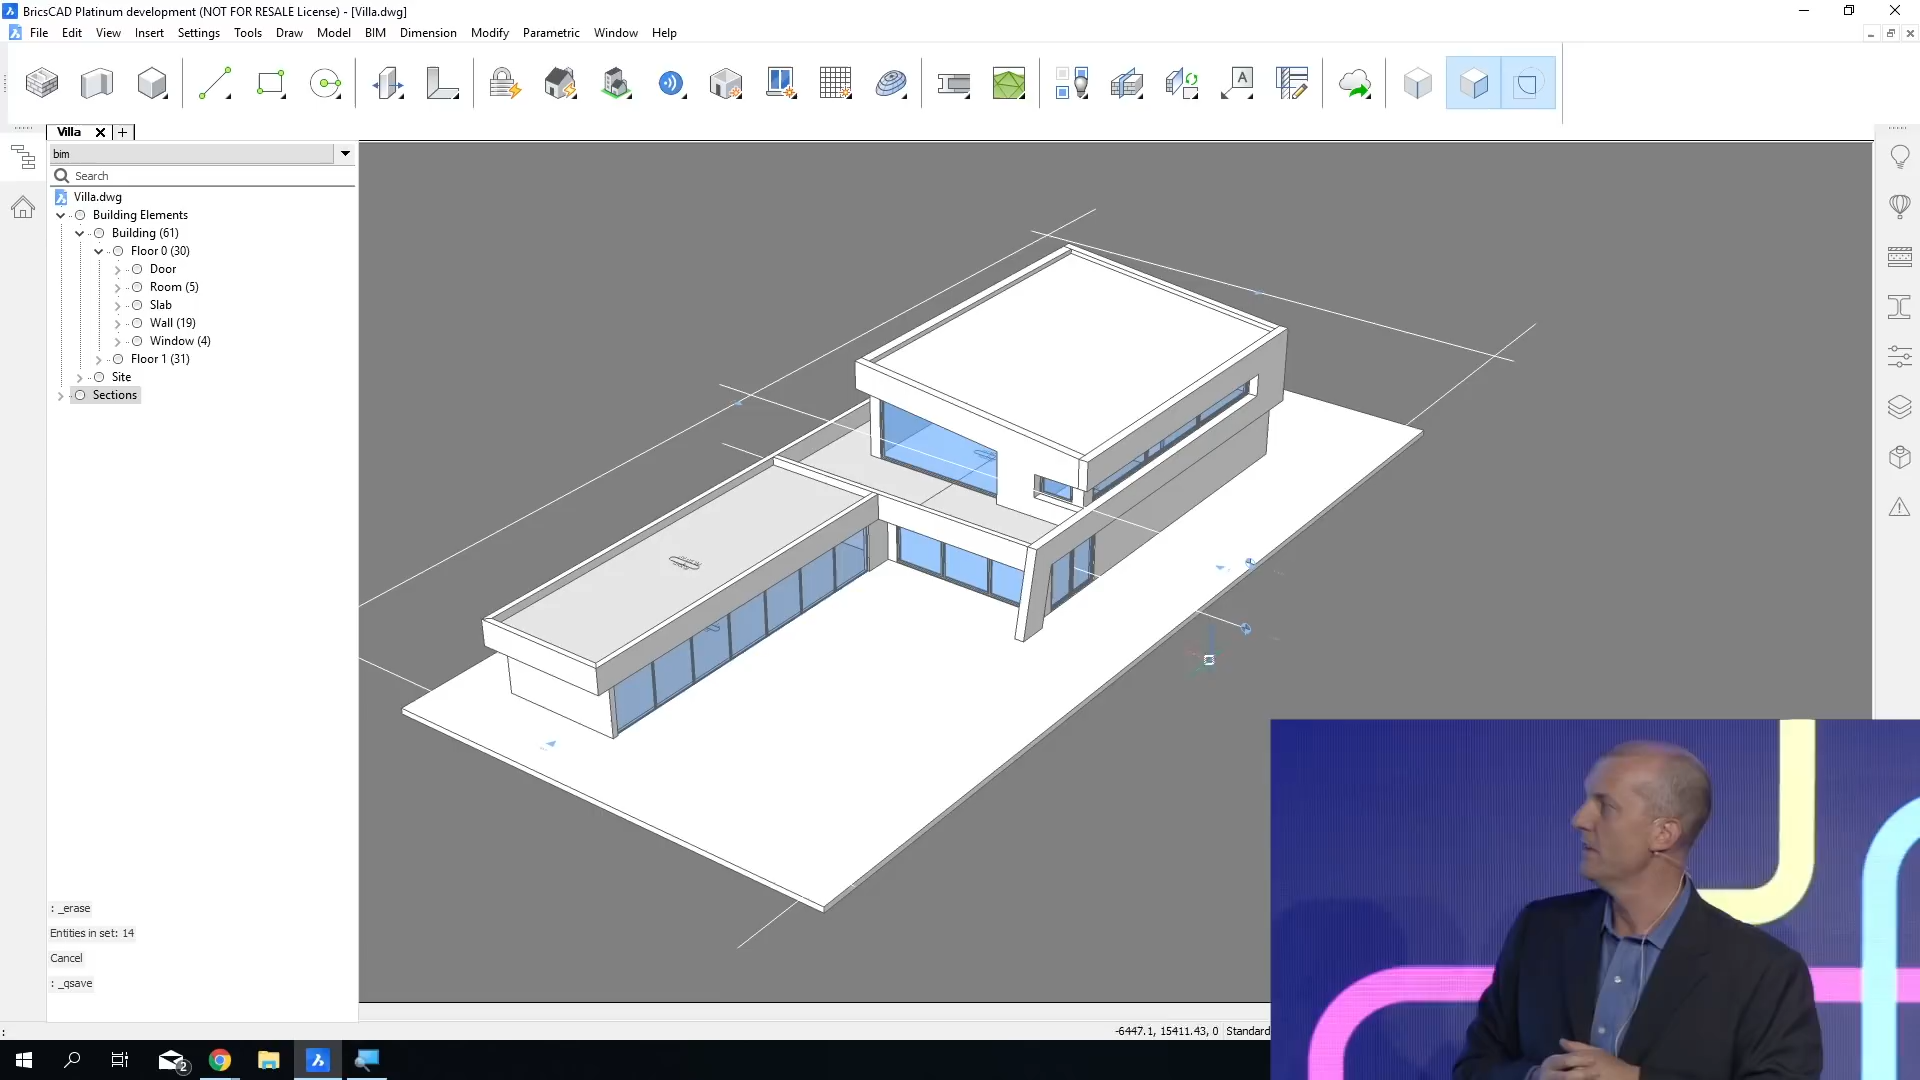 BricsCAD Platinum development (NOT FOR RESALE License) - [Villa.dwg]
File Edit View Insert Settings Tools Draw Model BIM Dimension Modify Parametric Window Help
A
Villa
bim
Search
Villa.dwg
Building Elements
Building (61)
Floor 0 (30)
Door
Room (5)
Slab
Wall (19)
Window (4)
Floor 1 (31)
Site
Sections
: _erase
Entities in set: 14
Cancel
: _qsave
:
-6447.1, 15411.43, 0 Standard
2